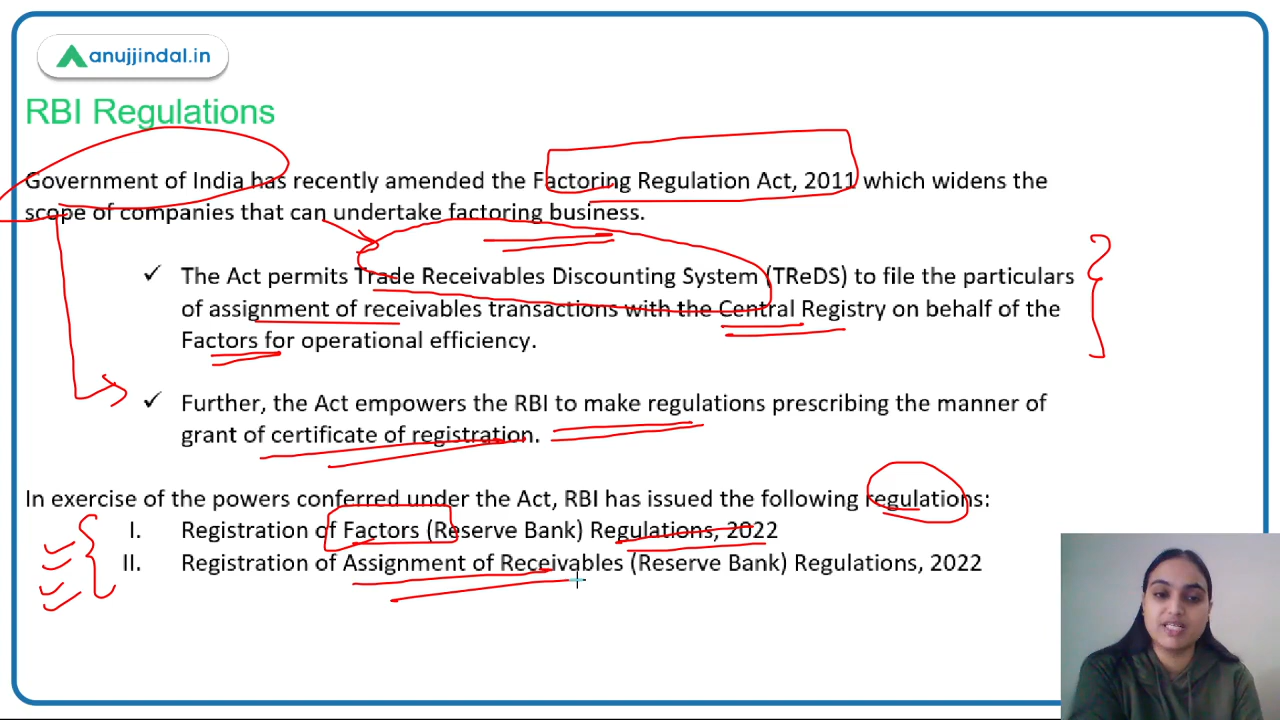 anujjindal.in
RBI Regulations
Government of India has recently amended the Factoring Regulation Act, 2011 which widens the
scope of companies that can undertake factoring business.
✓ The Act permits Trade Receivables Discounting System (TReDS) to file the particulars
of assignment of receivables transactions with the Central Registry on behalf of the
Factors for operational efficiency.
✓ Further, the Act empowers the RBI to make regulations prescribing the manner of
grant of certificate of registration.
In exercise of the powers conferred under the Act, RBI has issued the following regulations:
I. Registration of Factors (Reserve Bank) Regulations, 2022
II. Registration of Assignment of Receivables (Reserve Bank) Regulations, 2022